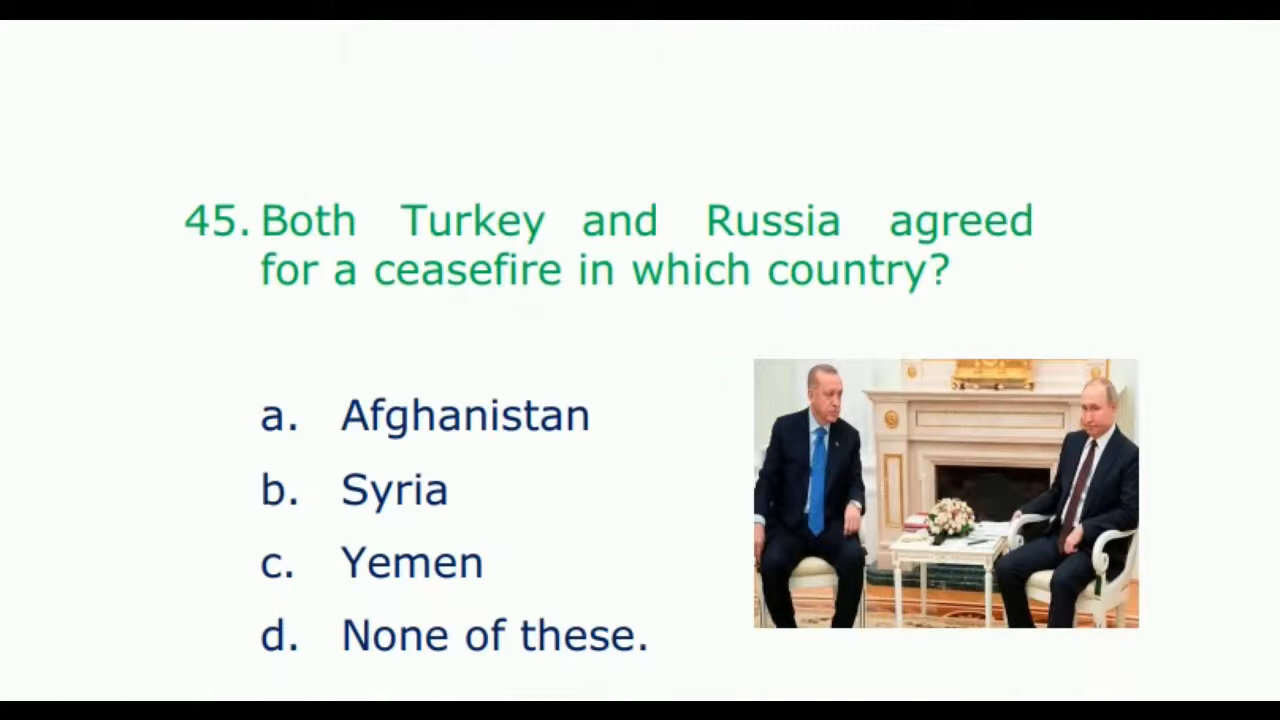 45. Both Turkey and Russia agreed
for a ceasefire in which country?
a. Afghanistan
b. Syria
c. Yemen
d. None of these.